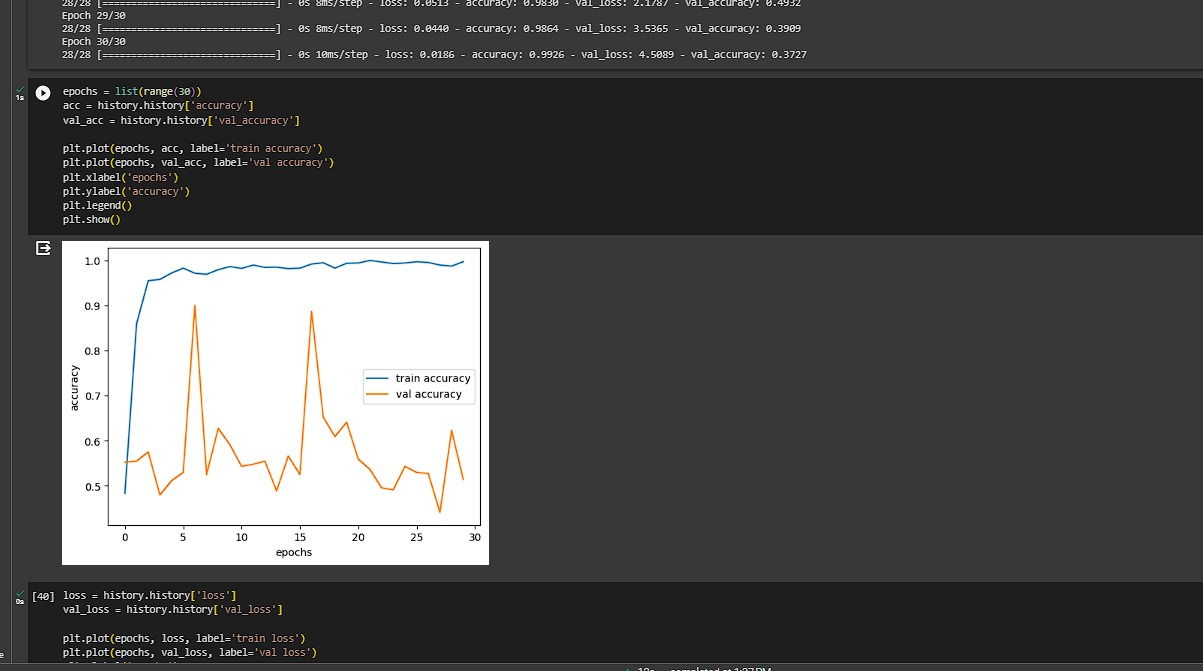 28/28 [==============================] - 0s 8ms/step - loss: 0.0513 - accuracy: 0.9830 - val_loss: 2.1787 - val_accuracy: 0.4932
Epoch 29/30
28/28 [==============================] - 0s 8ms/step - loss: 0.0440 - accuracy: 0.9864 - val_loss: 3.5365 - val_accuracy: 0.3909
Epoch 30/30
28/28 [==============================] - 0s 10ms/step - loss: 0.0186 - accuracy: 0.9926 - val_loss: 4.5089 - val_accuracy: 0.3727
1s
epochs = list(range(30))
acc = history.history['accuracy']
val_acc = history.history['val_accuracy']
plt.plot(epochs, acc, label='train accuracy')
plt.plot(epochs, val_acc, label='val accuracy')
plt.xlabel('epochs')
plt.ylabel('accuracy')
plt.legend()
plt.show()
1.0
0.9
0.8
0.7
0.6
0.5
accuracy
train accuracy
val accuracy
0 5 10 15 20 25 30
epochs
0s
[40] loss = history.history['loss']
val_loss = history.history['val_loss']
plt.plot(epochs, loss, label='train loss')
plt.plot(epochs, val_loss, label='val loss')
completed at 1:27 PM